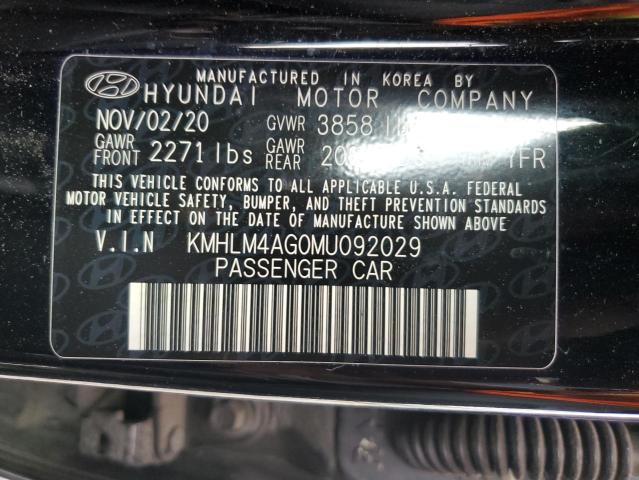 MANUFACTURED IN KOREA BY
HYUNDAI MOTOR COMPANY
NOV/02/20 GVWR 3858
GAWR FRONT 2271 lbs GAWR REAR
THIS VEHICLE CONFORMS TO ALL APPLICABLE U.S.A. FEDERAL
MOTOR VEHICLE SAFETY, BUMPER, AND THEFT PREVENTION STANDARDS
IN EFFECT ON THE DATE OF MANUFACTURE SHOWN ABOVE
V.I.N KMHLM4AG0MU092029
PASSENGER CAR